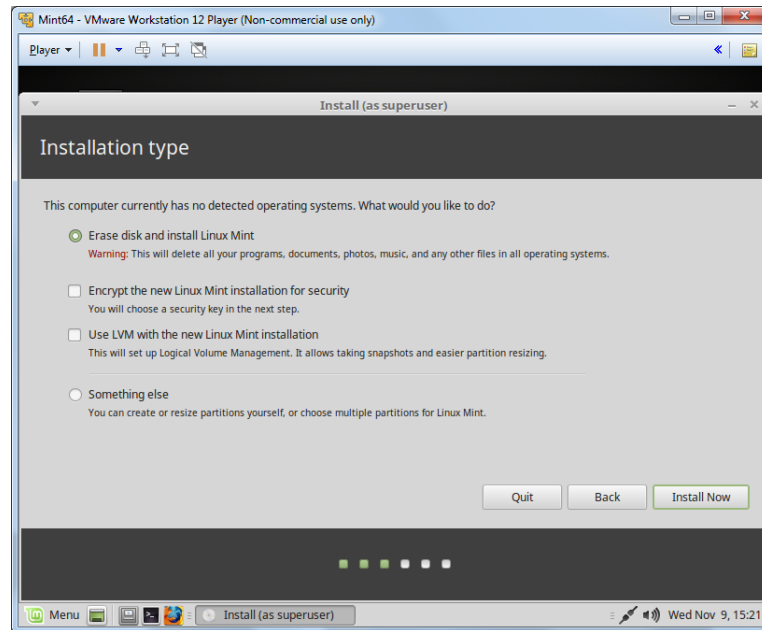 Mint64 - VMware Workstation 12 Player (Non-commercial use only)
Player
Install (as superuser)
Installation type
This computer currently has no detected operating systems. What would you like to do?
Erase disk and install Linux Mint
Warning: This will delete all your programs, documents, photos, music, and any other files in all operating systems.
Encrypt the new Linux Mint installation for security
You will choose a security key in the next step.
Use LVM with the new Linux Mint installation
This will set up Logical Volume Management. It allows taking snapshots and easier partition resizing.
Something else
You can create or resize partitions yourself, or choose multiple partitions for Linux Mint.
Quit Back Install Now
Menu Install (as superuser) Wed Nov 9, 15:21